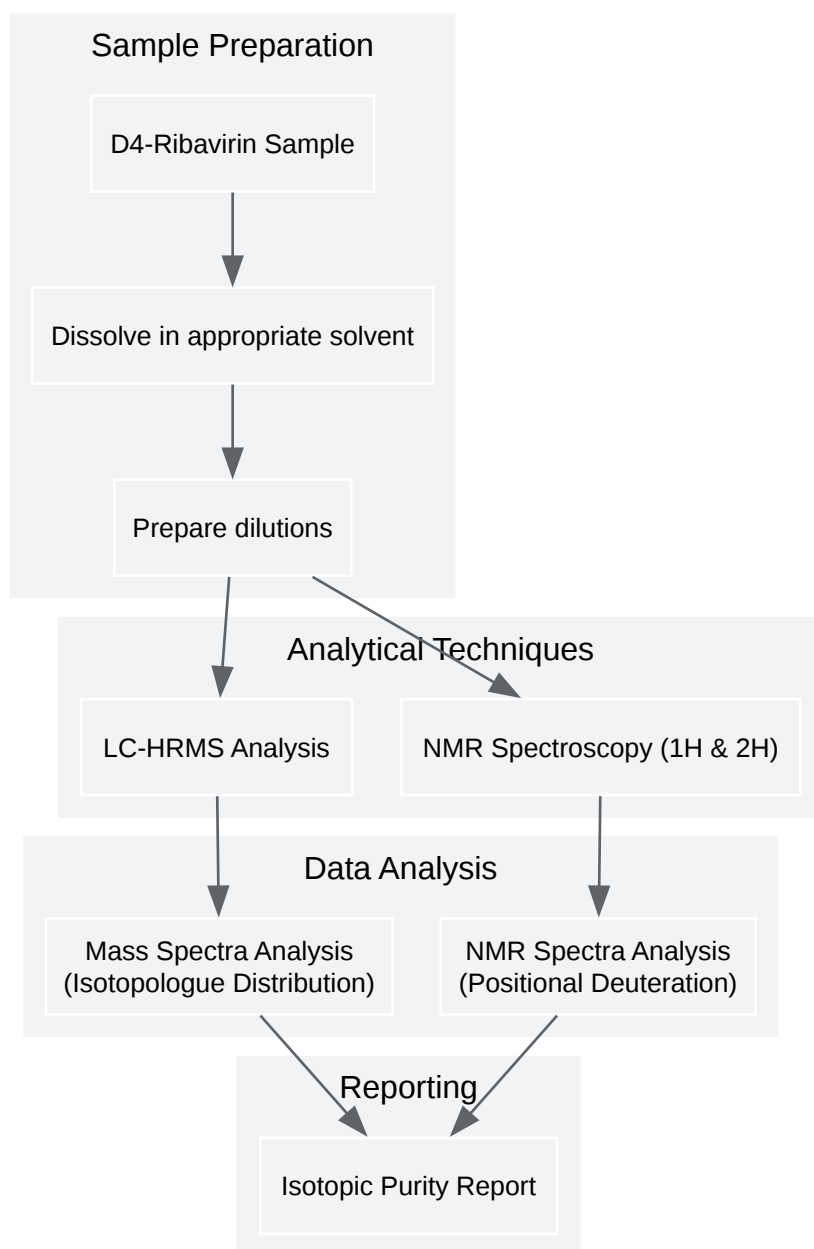 Sample Preparation
D4-Ribavirin Sample
Dissolve in appropriate solvent
Prepare dilutions
Analytical Techniques
LC-HRMS Analysis
NMR Spectroscopy (1H & 2H)
Data Analysis
Mass Spectra Analysis
(Isotopologue Distribution)
NMR Spectra Analysis
(Positional Deuteration)
Reporting
Isotopic Purity Report